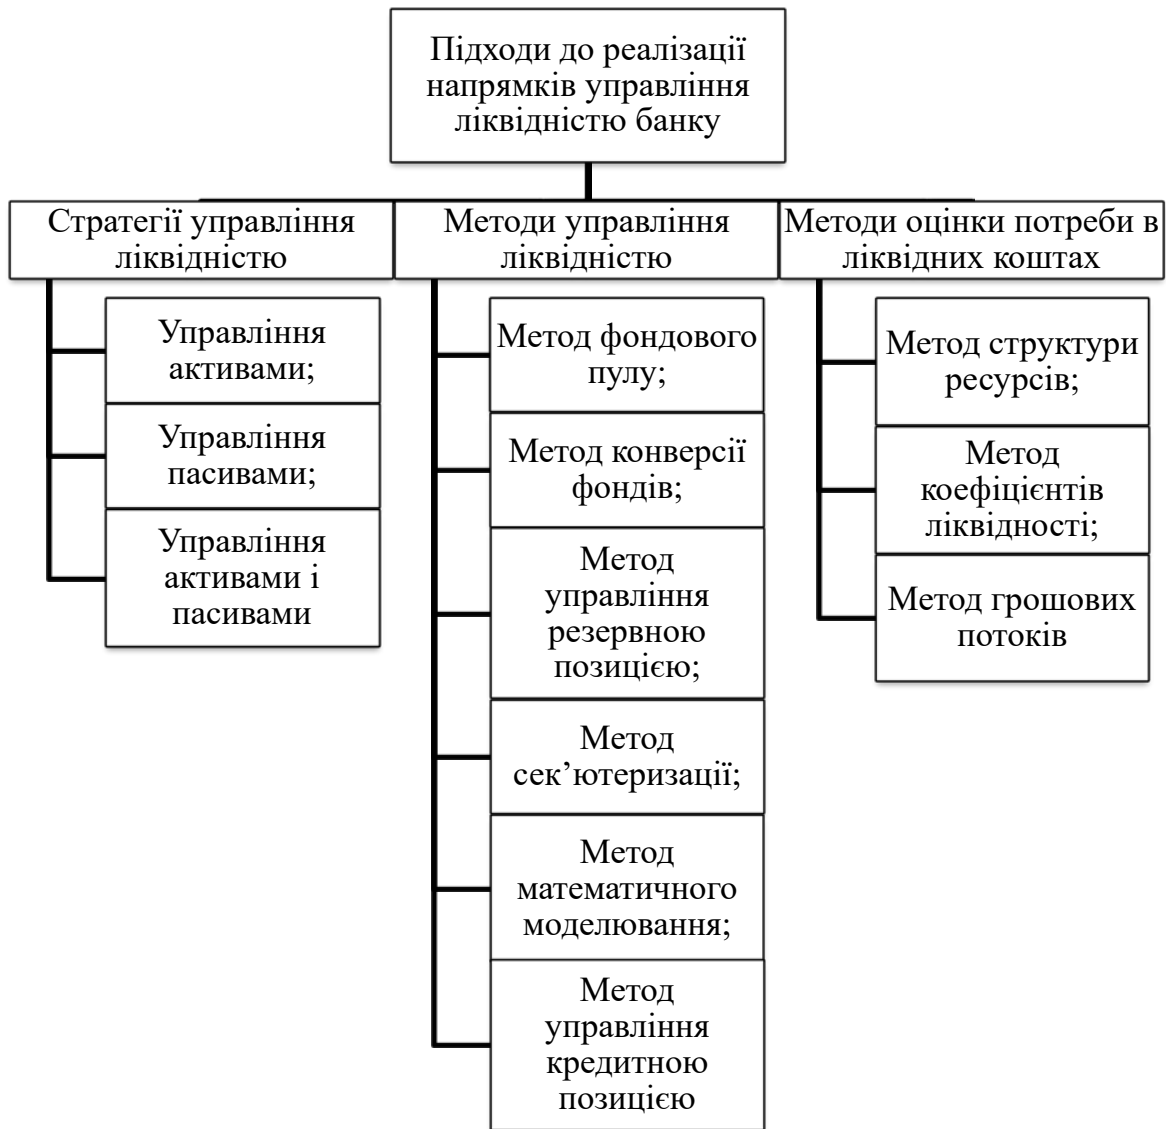 Підходи до реалізації
напрямків управління
ліквідністю банку
Стратегії управління
ліквідністю
Управління
активами;
Управління
пасивами;
Управління
активами і
пасивами
Методи управління
ліквідністю
Метод фондового
пулу;
Метод конверсії
фондів;
Метод
управління
резервною
позицією;
Метод
сек’ютеризації;
Метод
математичного
моделювання;
Метод
управління
кредитною
позицією
Методи оцінки потреби в
ліквідних коштах
Метод структури
ресурсів;
Метод
коефіцієнтів
ліквідності;
Метод грошових
потоків